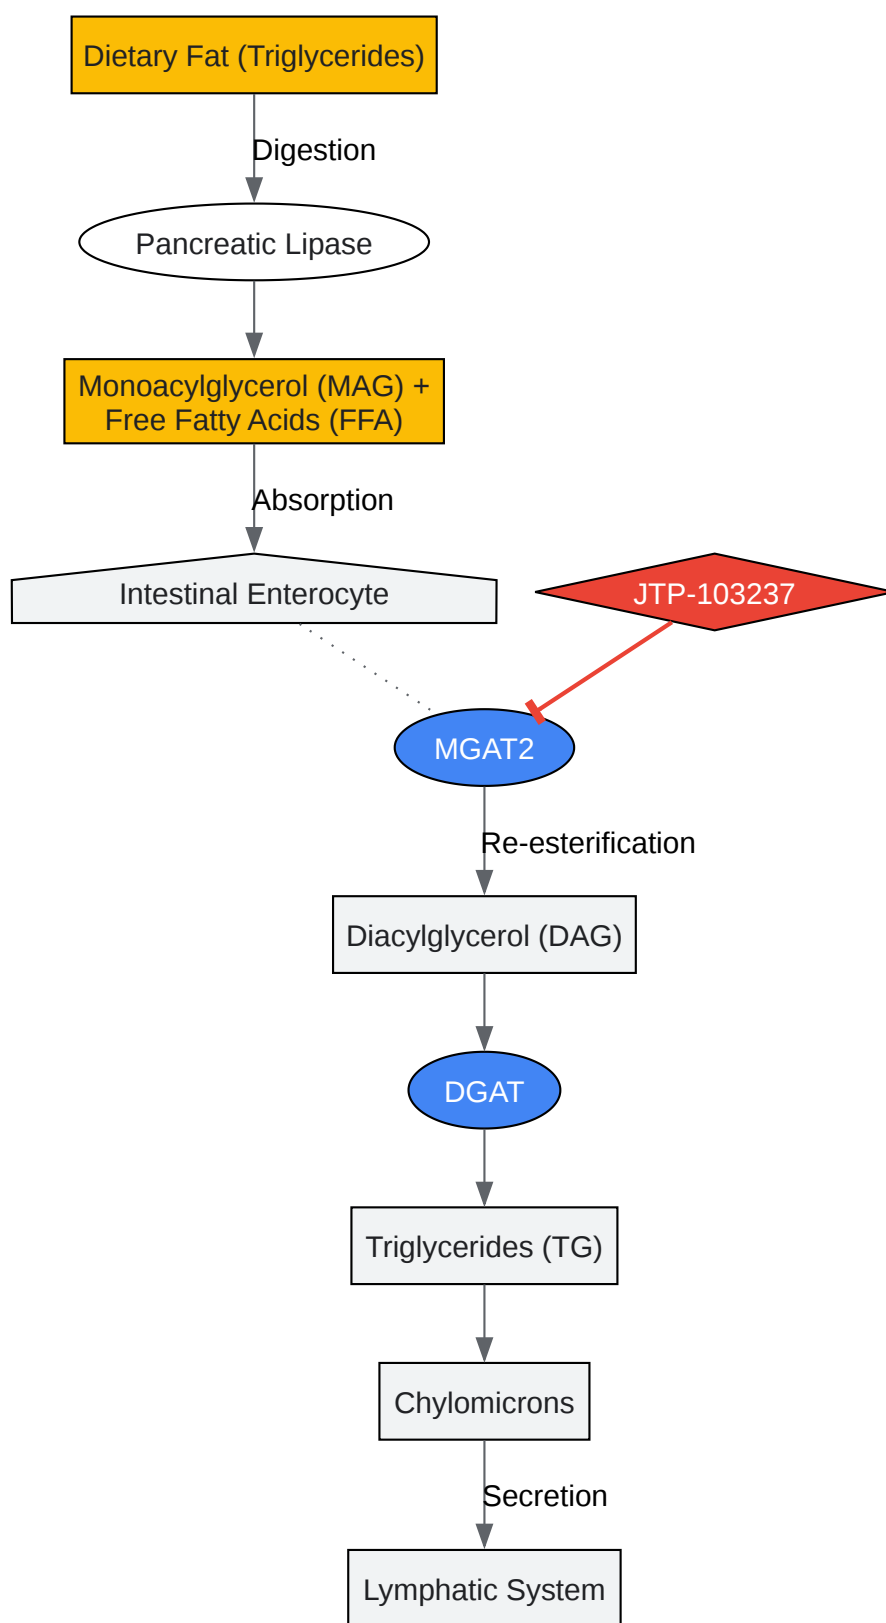 Dietary Fat (Triglycerides)
Digestion
Pancreatic Lipase
Monoacylglycerol (MAG) +
Free Fatty Acids (FFA)
Absorption
Intestinal Enterocyte
JTP-103237
MGAT2
Re-esterification
Diacylglycerol (DAG)
DGAT
Triglycerides (TG)
Chylomicrons
Secretion
Lymphatic System